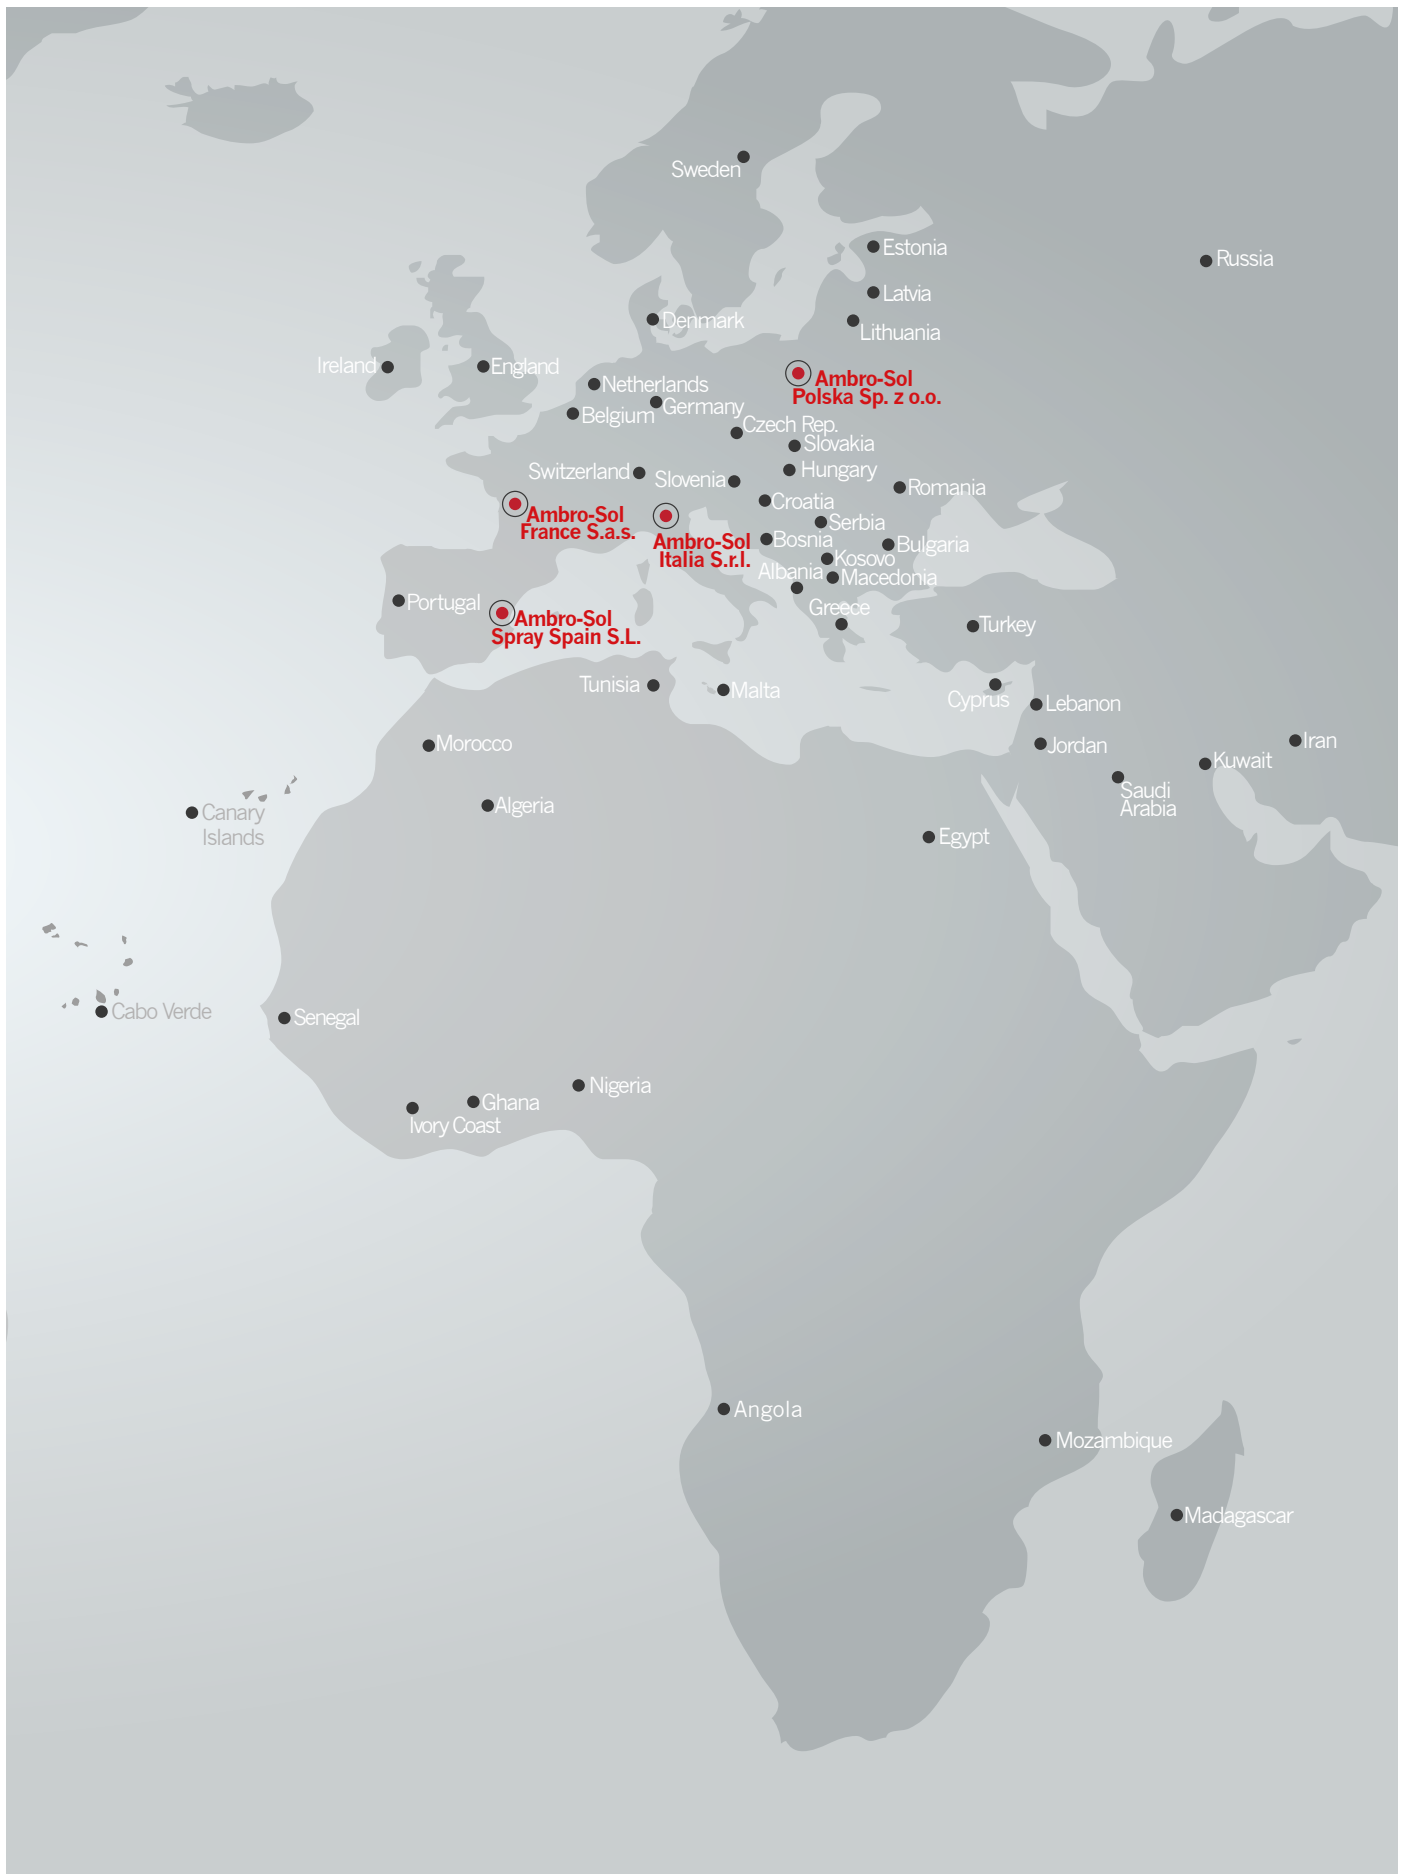 Sweden
Estonia
Russia
Latvia
Denmark
Lithuania
Ireland
England
Ambro-Sol
Polska Sp. z o.o.
Netherlands
Germany
Belgium
Czech Rep.
Slovakia
Switzerland
Slovenia
Hungary
Romania
Croatia
Ambro-Sol
France S.a.s.
Serbia
Ambro-Sol
Italia S.r.l.
Bosnia
Bulgaria
Kosovo
Albania
Macedonia
Portugal
Greece
Ambro-Sol
Spray Spain S.L.
Turkey
Tunisia
Malta
Cyprus
Lebanon
Morocco
Jordan
Iran
Kuwait
Saudi
Arabia
Algeria
Canary
Islands
Egypt
Cabo Verde
Senegal
Nigeria
Ghana
Ivory Coast
Angola
Mozambique
Madagascar